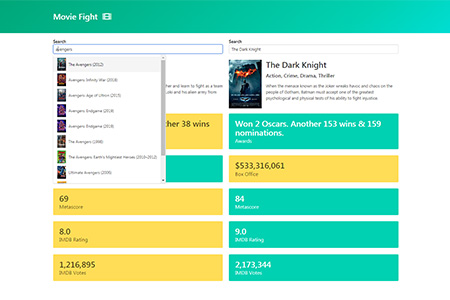 Movie Fight
Search
avengers
The Avengers (2012)
Avengers: Infinity War (2018)
Avengers: Age of Ultron (2015)
Avengers: Endgame (2019)
Avengers: Endgame (2019)
The Avengers (1998)
The Avengers: Earth's Mightiest Heroes (2010–2012)
Ultimate Avengers (2006)
and learn to fight as a team
oki and his alien army from
other 38 wins
69
Metascore
8.0
IMDB Rating
1,216,895
IMDB Votes
Search
The Dark Knight
The Dark Knight
Action, Crime, Drama, Thriller
When the menace known as the Joker wreaks havoc and chaos on the
people of Gotham, Batman must accept one of the greatest
psychological and physical tests of his ability to fight injustice.
Won 2 Oscars. Another 153 wins & 159
nominations.
Awards
$533,316,061
Box Office
84
Metascore
9.0
IMDB Rating
2,173,344
IMDB Votes